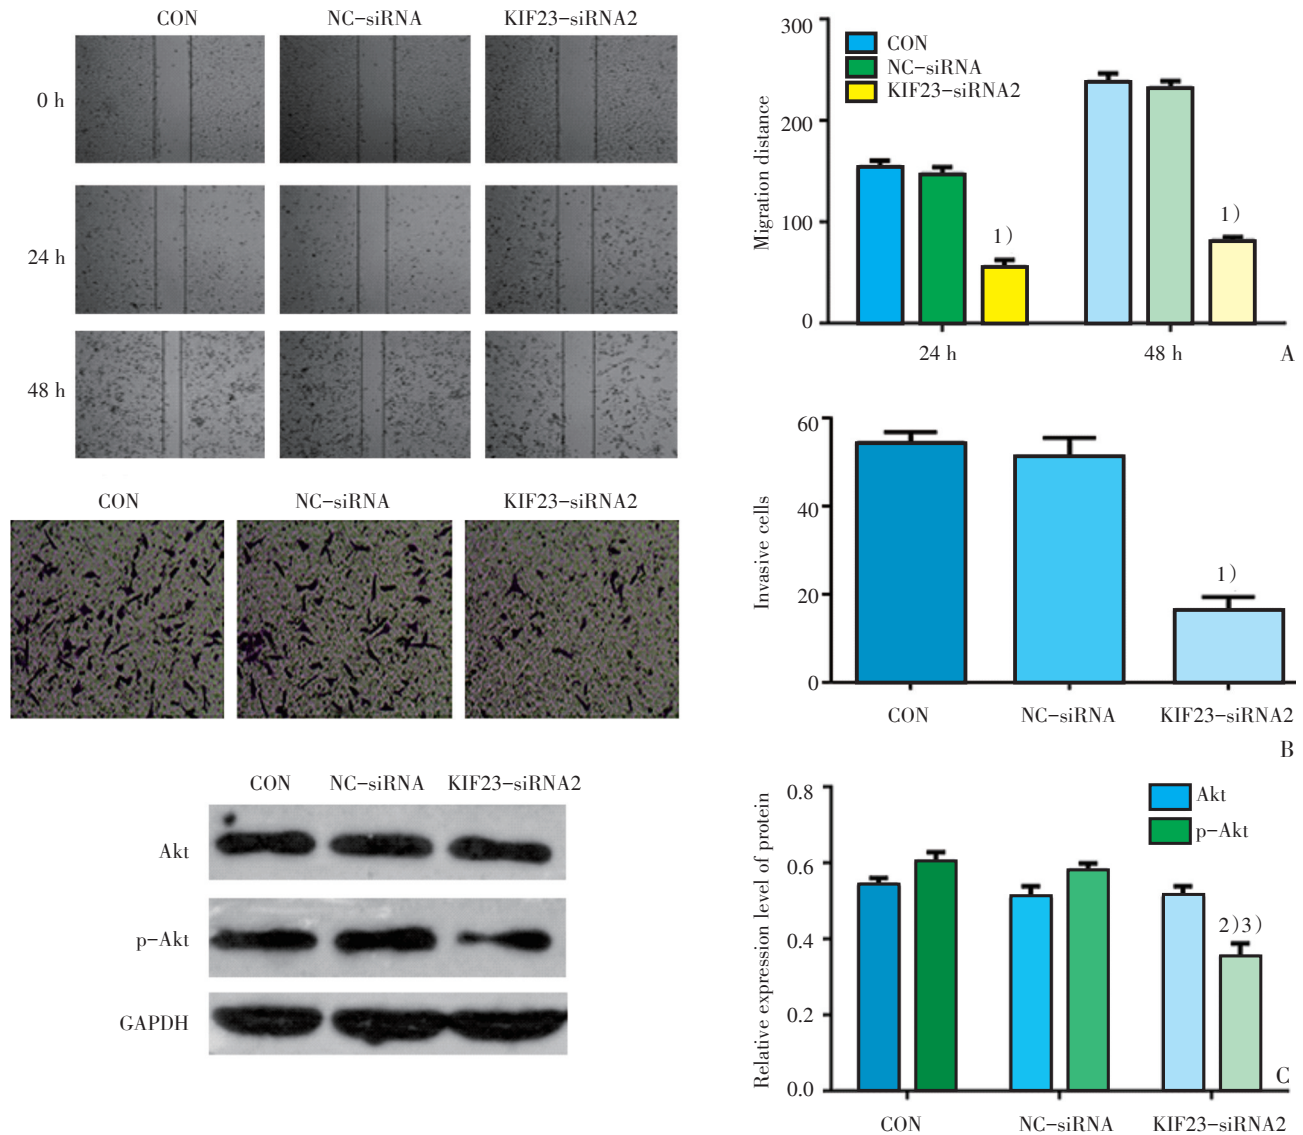 CON NC-siRNA KIF23-siRNA2
0 h
24 h
48 h
300
200
100
0
Migration distance
CON
NC-siRNA
KIF23-siRNA2
1)
1)
24 h 48 h
A
CON NC-siRNA KIF23-siRNA2
60
40
20
0
Invasive cells
1)
CON NC-siRNA KIF23-siRNA2
B
CON NC-siRNA KIF23-siRNA2
Akt
p-Akt
GAPDH
0.8
0.6
0.4
0.2
0.0
Relative expression level of protein
Akt
p-Akt
2)3)
CON NC-siRNA KIF23-siRNA2
C